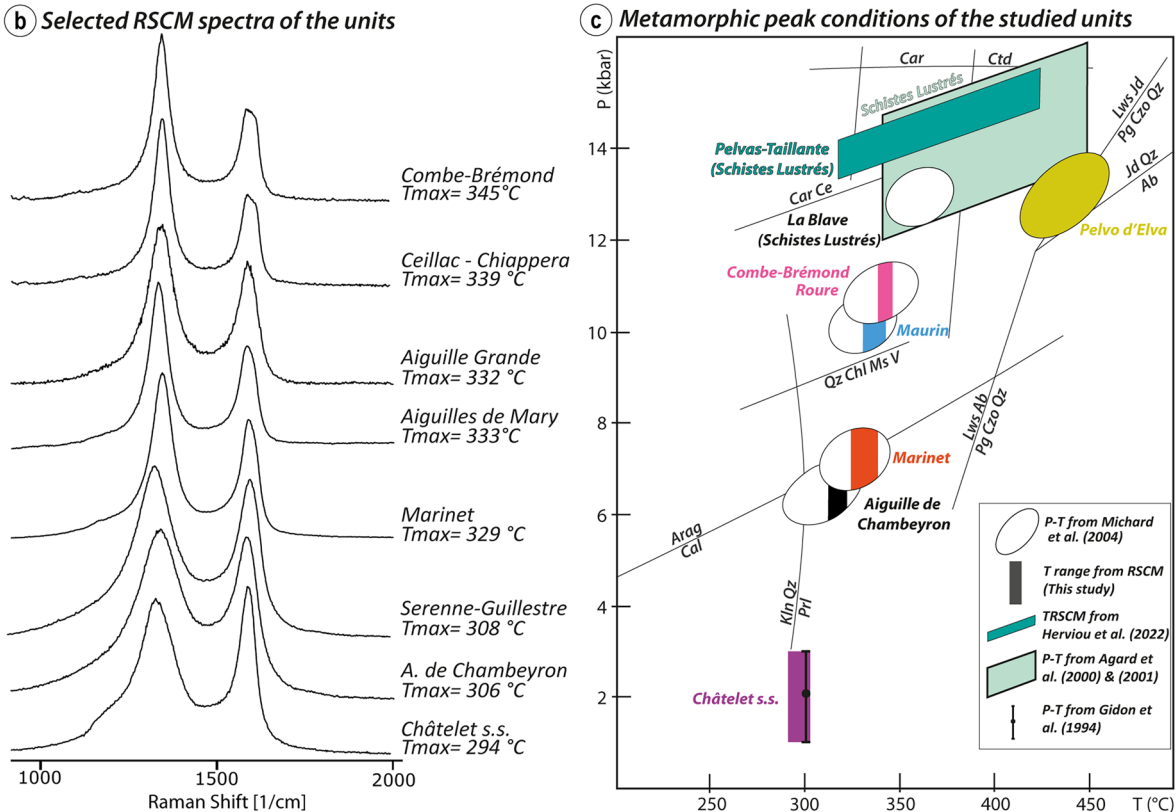 b Selected RSCM spectra of the units
Combe-Brémond
Tmax= 345°C
Ceillac - Chiappera
Tmax= 339 °C
Aiguille Grande
Tmax= 332 °C
Aiguilles de Mary
Tmax= 333°C
Marinet
Tmax= 329 °C
Serenne-Guillestre
Tmax= 308 °C
A. de Chambeyron
Tmax= 306 °C
Châtelet s.s.
Tmax= 294 °C
1000 1500 2000
Raman Shift [1/cm]
c Metamorphic peak conditions of the studied units
P (kbar)
14
12
10
8
6
4
2
Car Ctd
Schistes Lustrés
Lws Jd
Pg Czo Qz
Jd Qz
Ab
Pelvas-Taillante
(Schistes Lustrés)
Car Ce
La Blave
(Schistes Lustrés)
Pelvo d'Elva
Combe-Brémond
Roure
Maurin
Qz Chl Ms V
Lws Ab
Pg Czo Qz
Marinet
Aiguille de
Chambeyron
Arag
Cal
Kln Qz
Prl
Châtelet s.s.
P-T from Michard
et al. (2004)
T range from RSCM
(This study)
TRSCM from
Herviou et al. (2022)
P-T from Agard et
al. (2000) & (2001)
P-T from Gidon et
al. (1994)
250 300 350 400 450 T (°C)